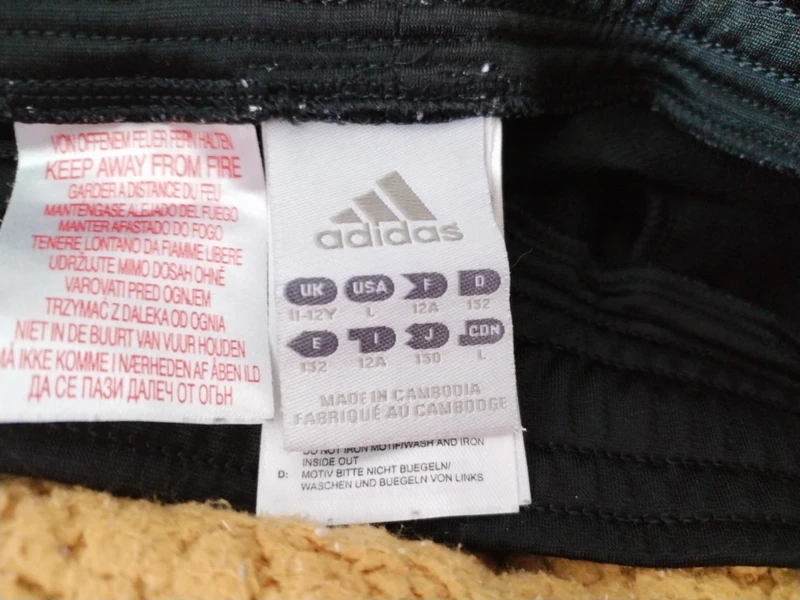 VON OFFENEM FEUER FERN HALTEN
KEEP AWAY FROM FIRE
GARDER A DISTANCE DU FEU
MANTENGASE ALEJADO DEL FUEGO
MANTER AFASTADO DO FOGO
TENERE LONTANO DA FIAMME LIBERE
UDRŽUJTE MIMO DOSAH OHNĚ
VAROVATI PRED OGNJEM
TRZYMAĆ Z DALEKA OD OGNIA
NIET IN DE BUURT VAN VUUR HOUDEN
MÅ IKKE KOMME I NÆRHEDEN AF ÅBEN ILD
ДА СЕ ПАЗИ ДАЛЕЧ ОТ ОГЪН
adidas
UK USA F D
11-12Y L 12A 152
E I J CDN
152 12A 150 L
MADE IN CAMBODIA
FABRIQUÉ AU CAMBODGE
DO NOT IRON MOTIF/WASH AND IRON
INSIDE OUT
D: MOTIV BITTE NICHT BUEGELN/
WASCHEN UND BUEGELN VON LINKS